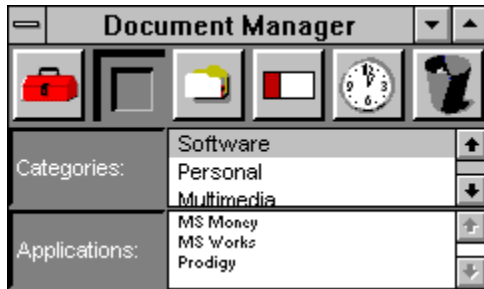 Document Manager
Categories:
Software
Personal
Multimedia
Applications:
MS Money
MS Works
Prodigy